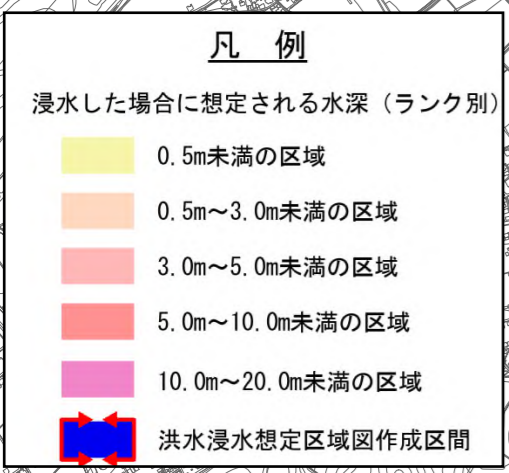 凡 例
浸水した場合に想定される水深（ランク別）
0.5m未満の区域
0.5m～3.0m未満の区域
3.0m～5.0m未満の区域
5.0m～10.0m未満の区域
10.0m～20.0m未満の区域
洪水浸水想定区域図作成区間